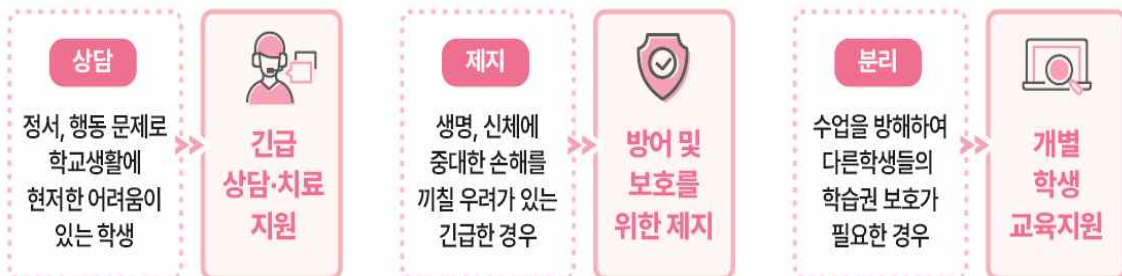 상담
정서, 행동 문제로
학교생활에
현저한 어려움이
있는 학생
긴급
상담·치료
지원
제지
생명, 신체에
중대한 손해를
끼칠 우려가 있는
긴급한 경우
방어 및
보호를
위한 제지
분리
수업을 방해하여
다른학생들의
학습권 보호가
필요한 경우
개별
학생
교육지원